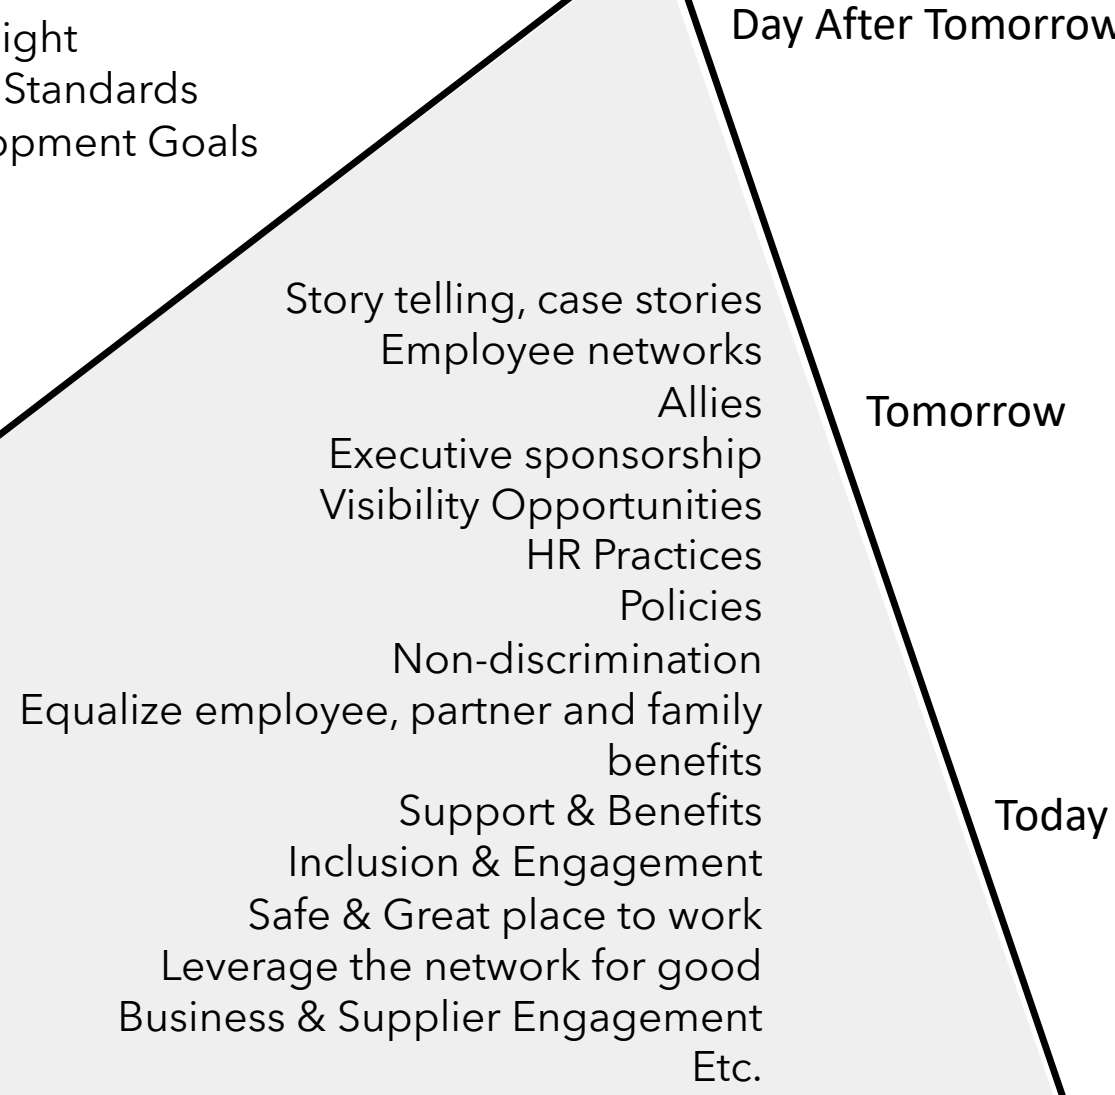 Day After Tomorrow
ight
Standards
opment Goals
Story telling, case stories
Employee networks
Allies
Tomorrow
Executive sponsorship
Visibility Opportunities
HR Practices
Policies
Non-discrimination
Equalize employee, partner and family
benefits
Support & Benefits
Today
Inclusion & Engagement
Safe & Great place to work
Leverage the network for good
Business & Supplier Engagement
Etc.